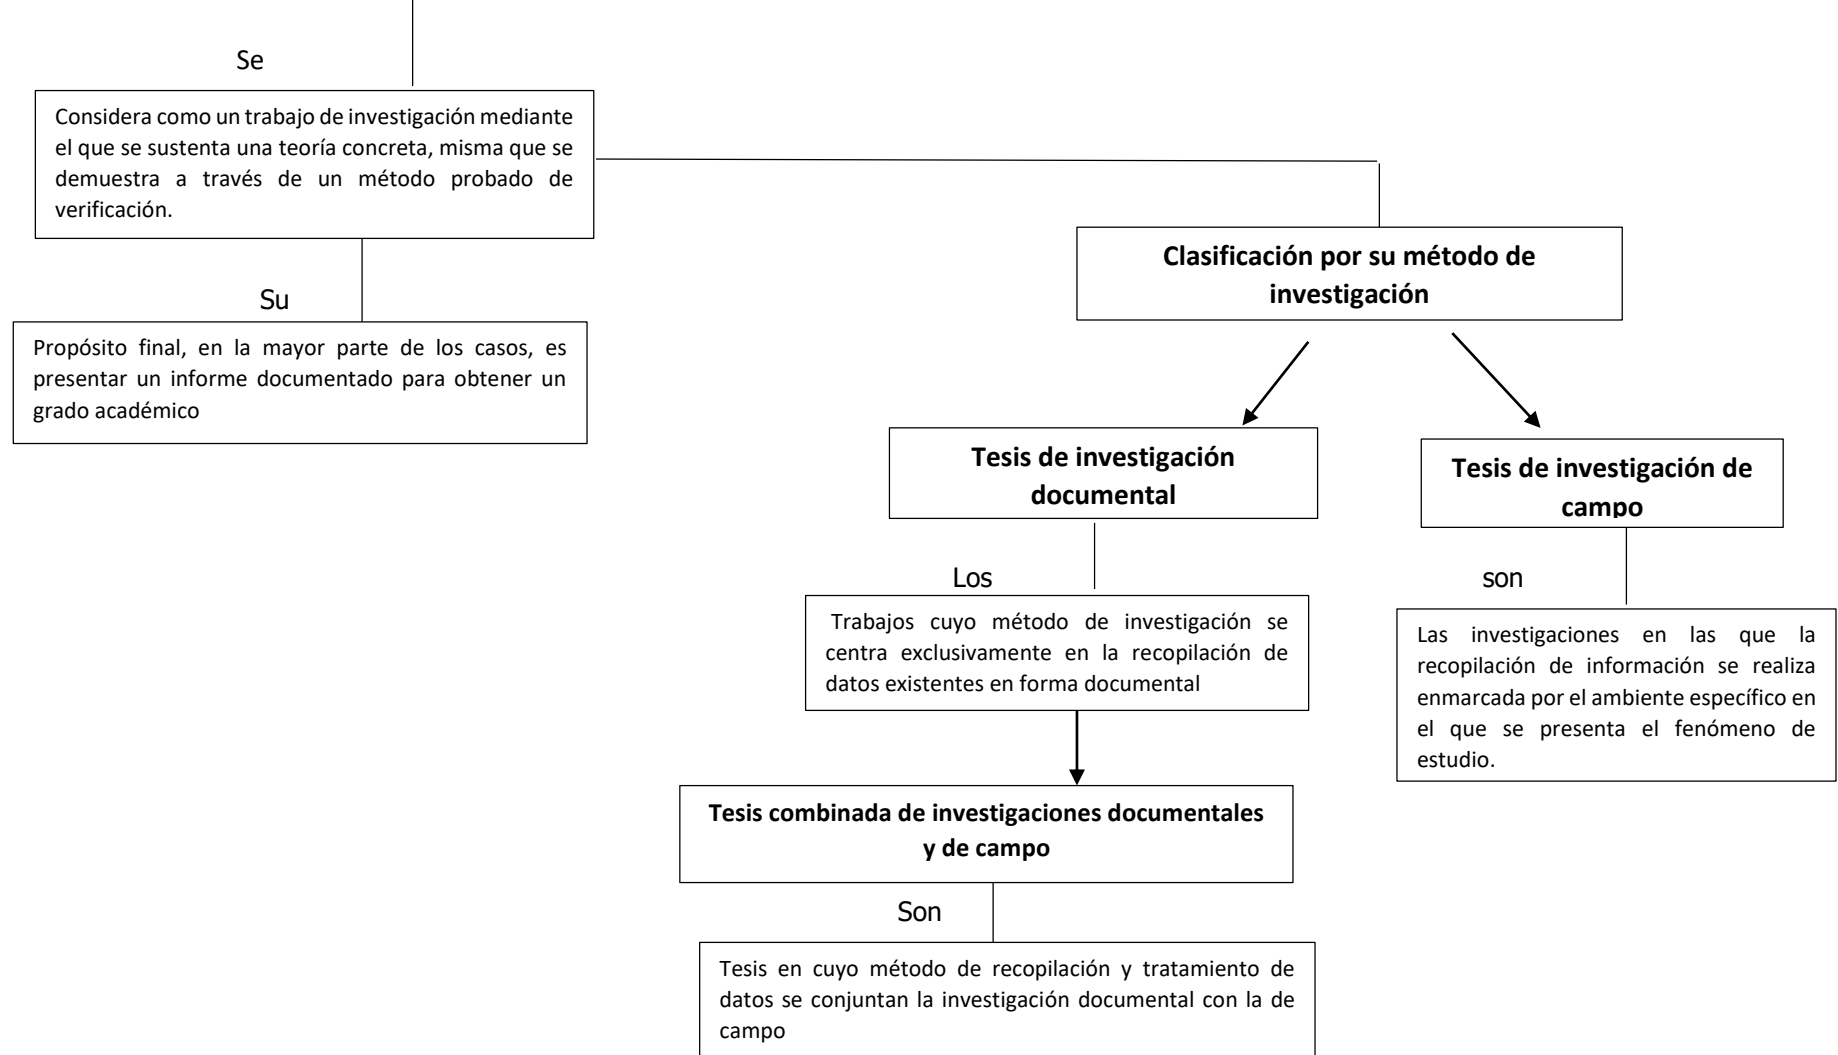 Se
Considera como un trabajo de investigación mediante
el que se sustenta una teoría concreta, misma que se
demuestra a través de un método probado de
verificación.
Su
Propósito final, en la mayor parte de los casos, es
presentar un informe documentado para obtener un
grado académico
Clasificación por su método de
investigación
Tesis de investigación
documental
Los
Trabajos cuyo método de investigación se
centra exclusivamente en la recopilación de
datos existentes en forma documental
Tesis de investigación de
campo
son
Las investigaciones en las que la
recopilación de información se realiza
enmarcada por el ambiente específico en
el que se presenta el fenómeno de
estudio.
Tesis combinada de investigaciones documentales
y de campo
Son
Tesis en cuyo método de recopilación y tratamiento de
datos se conjuntan la investigación documental con la de
campo